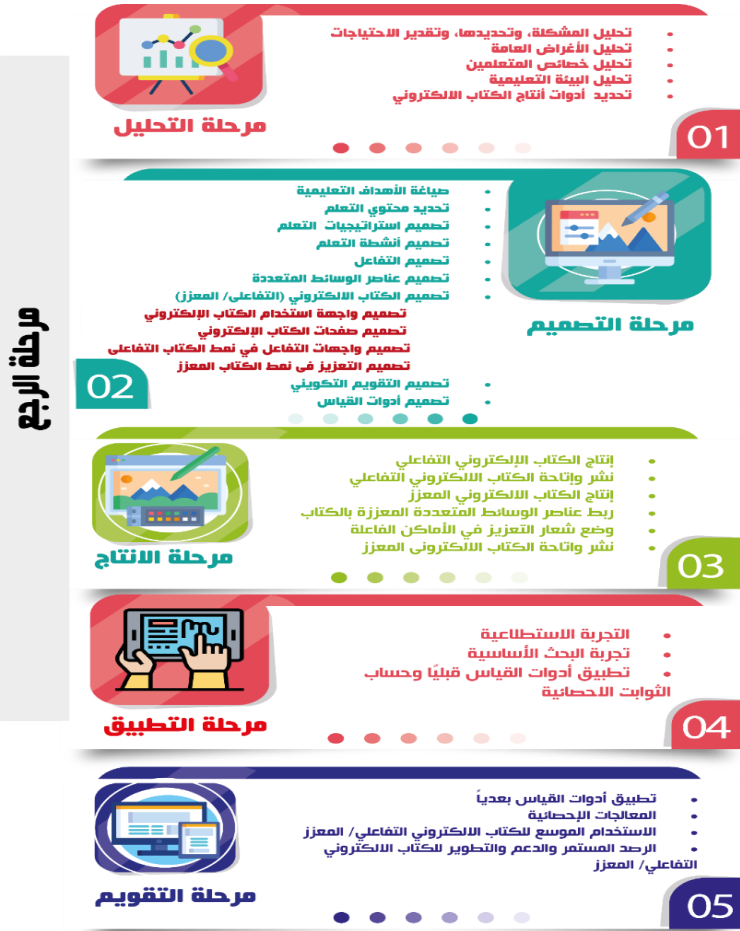 تحليل المشكلة، وتحديدها، وتقدير الاحتياجات
تحليل الأغراض العامة
تحليل خصائص المتعلمين
تحليل البيئة التعليمية
تحديد أدوات أنتاج الكتاب الالكتروني
مرحلة التحليل
01
صياغة الأهداف التعليمية
تحديد محتوي التعلم
تصميم استراتيجيات التعلم
تصميم أنشطة التعلم
تصميم التفاعل
تصميم عناصر الوسائط المتعددة
تصميم الكتاب الالكتروني (التفاعلى/ المعزز)
تصميم واجهة استخدام الكتاب الإلكتروني
تصميم صفحات الكتاب الإلكتروني
تصميم واجهات التفاعل في نمط الكتاب التفاعلى
تصميم التعزيز فى نمط الكتاب المعزز
تصميم التقويم التكويني
تصميم أدوات القياس
مرحلة التصميم
02
إنتاج الكتاب الإلكتروني التفاعلي
نشر وإتاحة الكتاب الالكتروني التفاعلي
إنتاج الكتاب الالكتروني المعزز
ربط عناصر الوسائط المتعددة المعززة بالكتاب
وضع شعار التعزيز في الأماكن الفاعلة
نشر واتاحة الكتاب الالكترونى المعزز
مرحلة الانتاج
03
التجربة الاستطلاعية
تجربة البحث الأساسية
تطبيق أدوات القياس قبليًا وحساب
الثوابت الاحصائية
مرحلة التطبيق
04
تطبيق أدوات القياس بعدياً
المعالجات الإحصائية
الاستخدام الموسع للكتاب الالكتروني التفاعلي/ المعزز
الرصد المستمر والدعم والتطوير للكتاب الالكتروني
التفاعلي/ المعزز
مرحلة التقويم
05
مرحلة الرجع